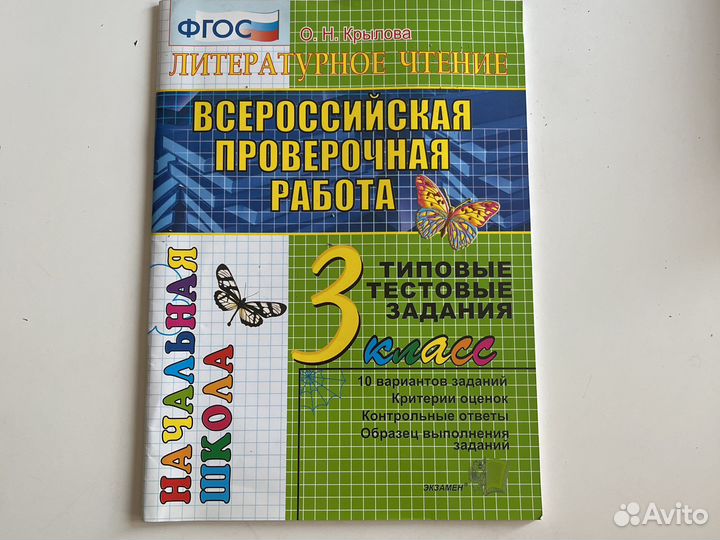 ФГОС
О. Н. Крылова
ЛИТЕРАТУРНОЕ ЧТЕНИЕ
ВСЕРОССИЙСКАЯ
ПРОВЕРОЧНАЯ
РАБОТА
НАЧАЛЬНАЯ
ШКОЛА
3
класс
ТИПОВЫЕ
ТЕСТОВЫЕ
ЗАДАНИЯ
10 вариантов заданий
Критерии оценок
Контрольные ответы
Образец выполнения
заданий
ЭКЗАМЕН
Avito